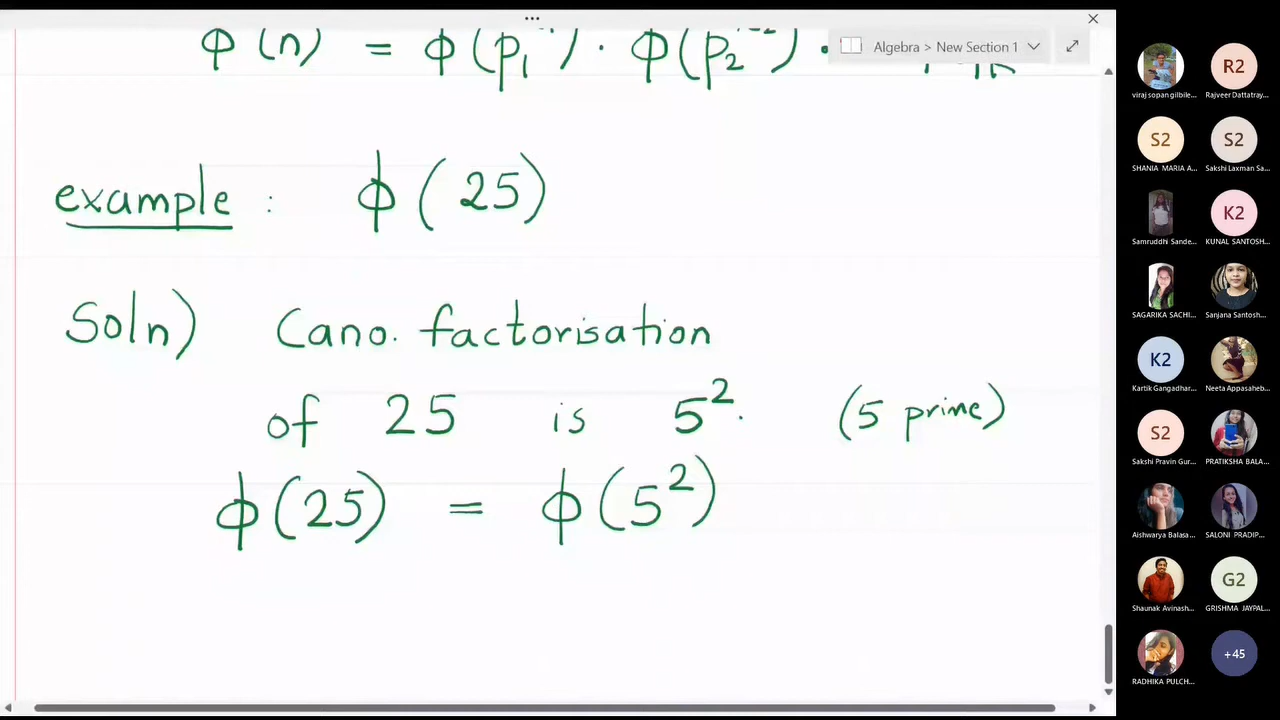 Φ(n) = Φ(p1 ) · Φ(p2 ) ·
Algebra > New Section 1
example : Φ(25)
Soln) Cano. factorisation
of 25 is 5². (5 prime)
Φ(25) = Φ(5²)
viraj sopan gilbile...
R2
Rajveer Dattatray...
S2
SHANIA MARIA A...
S2
Sakshi Laxman Sa...
Samruddhi Sande...
K2
KUNAL SANTOSH...
SAGARIKA SACHI...
Sanjana Santosh...
K2
Kartik Gangadhar...
Neeta Appasaheb...
S2
Sakshi Pravin Gur...
PRATIKSHA BALA...
Aishwarya Balasa...
SALONI PRADIP...
Shaunak Avinash...
G2
GRISHMA JAYPAL...
RADHIKA PULCH...
+45